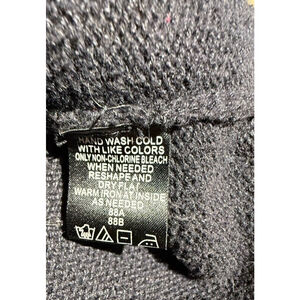 HAND WASH COLD
WITH LIKE COLORS
ONLY NON-CHLORINE BLEACH
WHEN NEEDED
RESHAPE AND
DRY FLAT
WARM IRON AT INSIDE
AS NEEDED
88A
88B